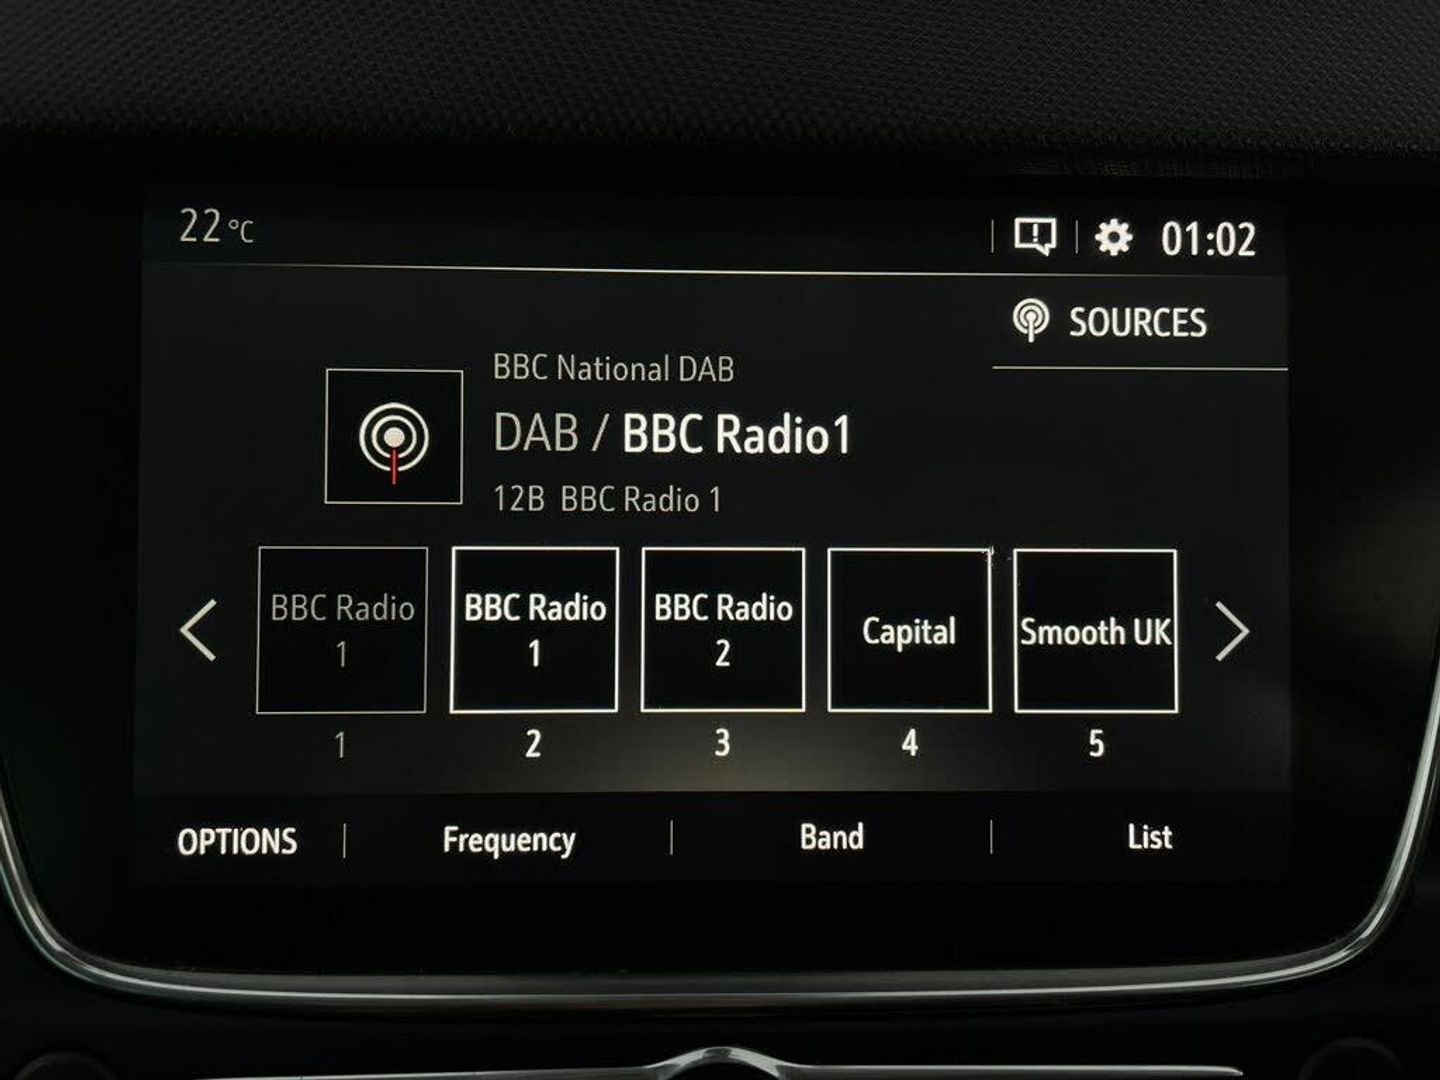 22 °C
01:02
SOURCES
BBC National DAB
DAB / BBC Radio1
12B BBC Radio 1
BBC Radio
1
BBC Radio
1
BBC Radio
2
Capital
Smooth UK
1
2
3
4
5
OPTIONS
Frequency
Band
List